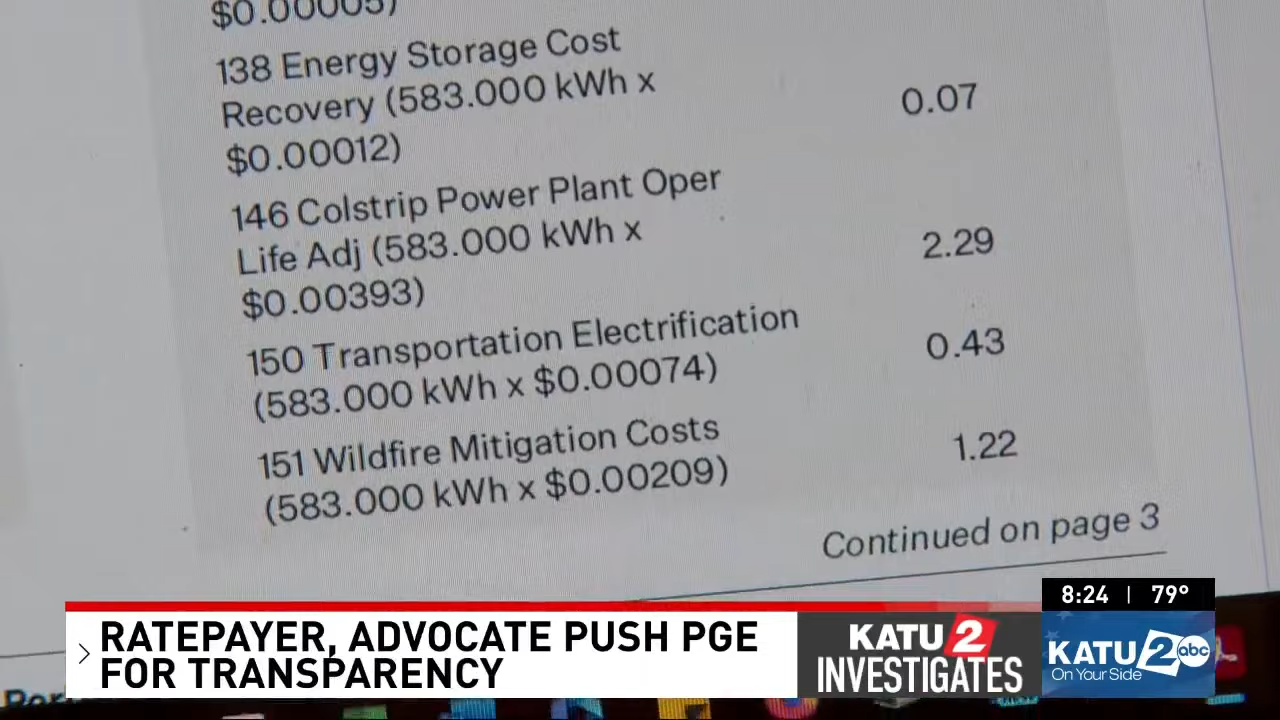 $0.00005)
138 Energy Storage Cost
Recovery (583.000 kWh x
$0.00012)
0.07
146 Colstrip Power Plant Oper
Life Adj (583.000 kWh x
$0.00393)
2.29
150 Transportation Electrification
(583.000 kWh x $0.00074)
0.43
151 Wildfire Mitigation Costs
(583.000 kWh x $0.00209)
1.22
Continued on page 3
RATEPAYER, ADVOCATE PUSH PGE
FOR TRANSPARENCY
KATU 2
INVESTIGATES
8:24 | 79°
KATU 2 abc
On Your Side